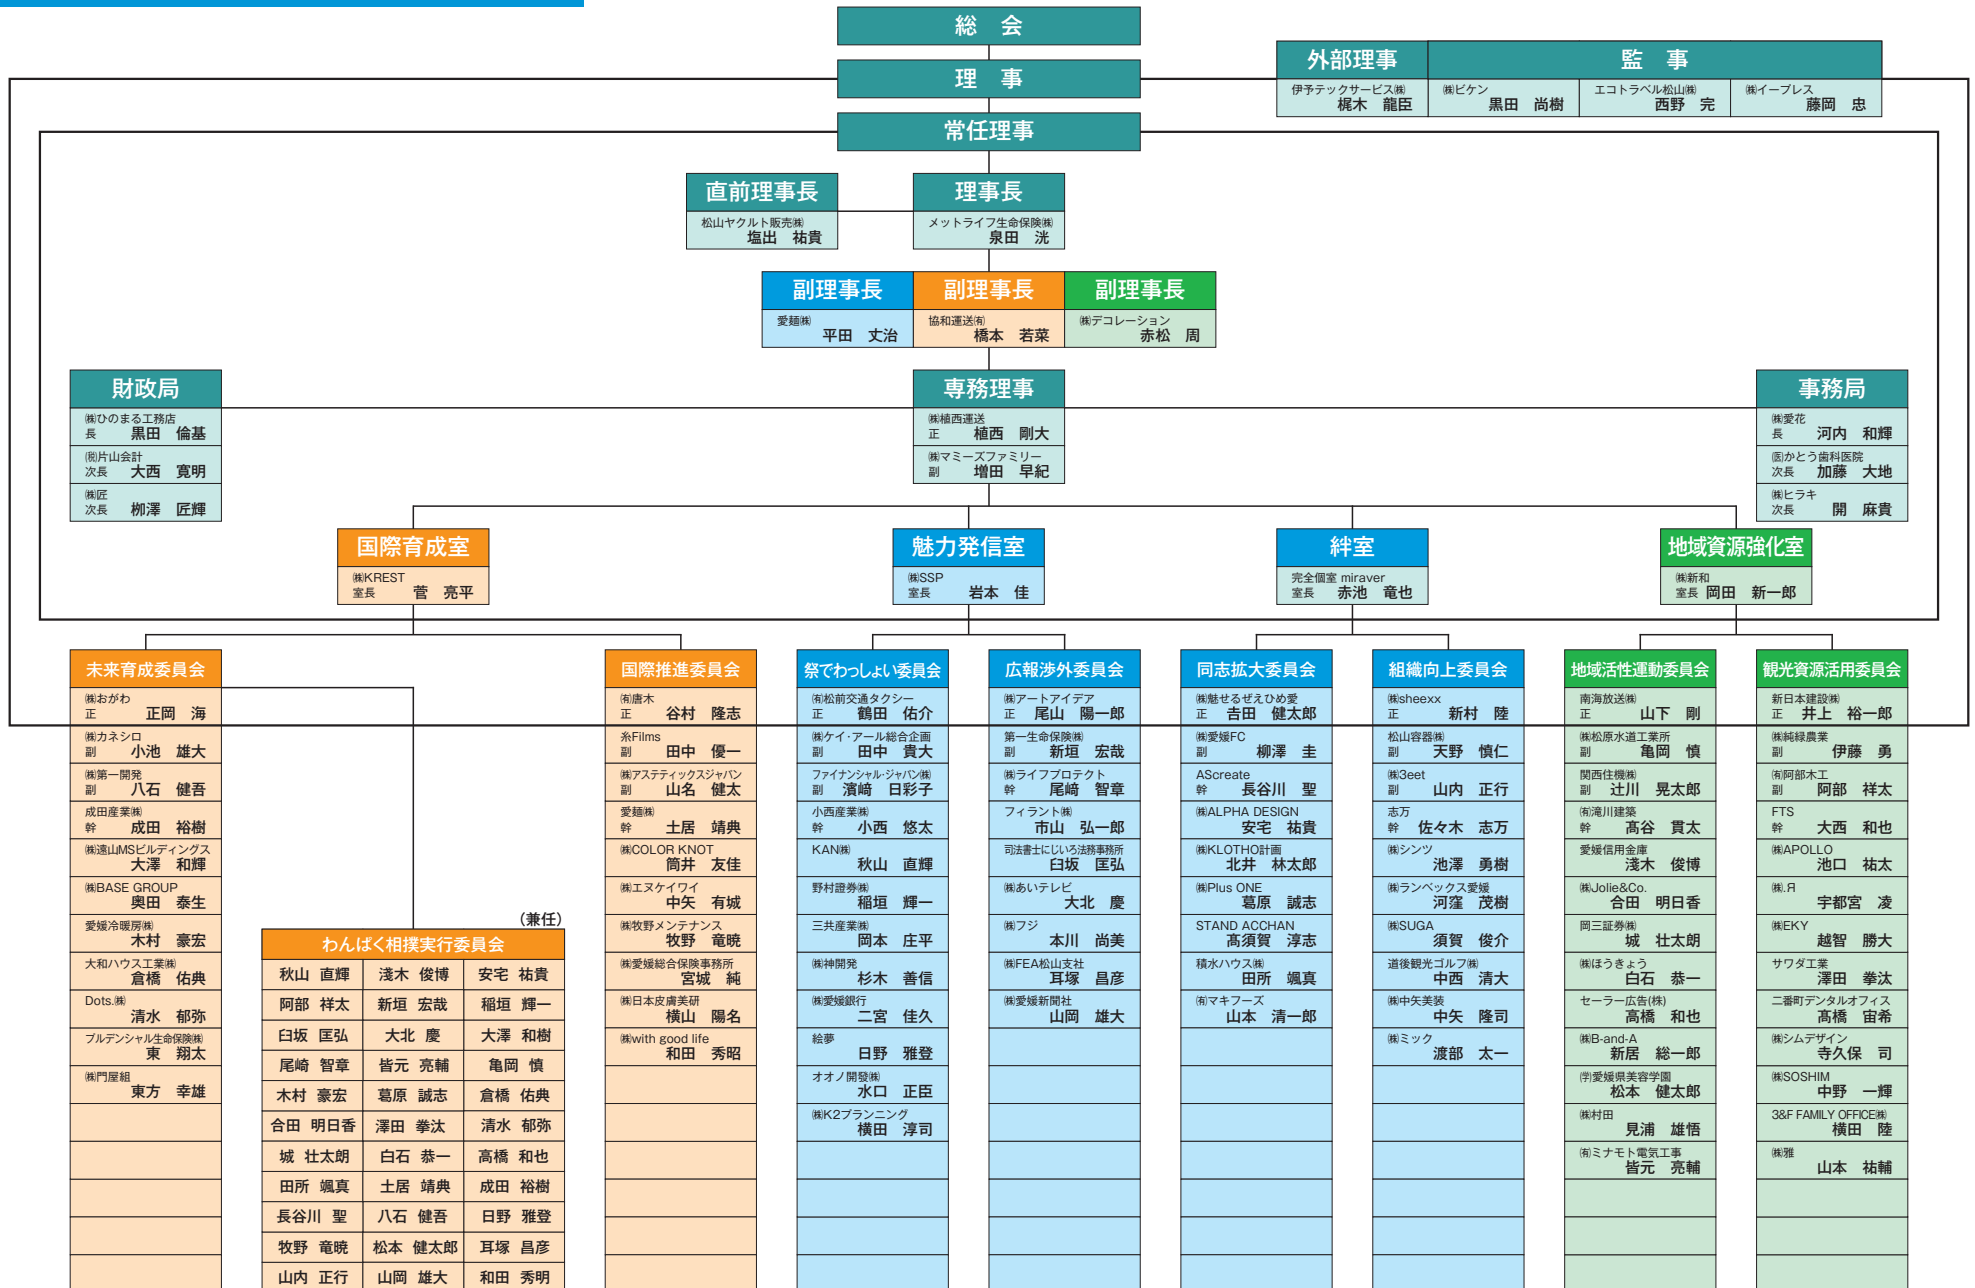 総　会
理　事
外部理事
伊予テックサービス㈱
梶木　龍臣
監　事
㈱ビケン
黒田　尚樹
エコトラベル松山㈱
西野　完
㈱イープレス
藤岡　忠
常任理事
直前理事長
松山ヤクルト販売㈱
塩出　祐貴
理事長
メットライフ生命保険㈱
泉田　洸
副理事長
愛麺㈱
平田　丈治
副理事長
協和運送㈲
橋本　若菜
副理事長
㈱デコレーション
赤松　周
財政局
㈱ひのまる工務店
長　黒田　倫基
㈼片山会計
次長　大西　寛明
㈱匠
次長　柳澤　匠輝
専務理事
㈱植西運送
正　植西　剛大
㈱マミーズファミリー
副　増田　早紀
事務局
㈱愛花
長　河内　和輝
㊩かとう歯科医院
次長　加藤　大地
㈱ヒラキ
次長　開　麻貴
国際育成室
㈱KREST
室長　菅　亮平
魅力発信室
㈱SSP
室長　岩本　佳
絆室
完全個室 miraver
室長　赤池　竜也
地域資源強化室
㈱新和
室長　岡田　新一郎
未来育成委員会
㈱おがわ
正　正岡　海
㈱カネシロ
副　小池　雄大
㈱第一開発
副　八石　健吾
成田産業㈱
幹　成田　裕樹
㈱遠山MSビルディングス
大澤　和輝
㈱BASE GROUP
奥田　泰生
愛媛冷暖房㈱
木村　豪宏
大和ハウス工業㈱
倉橋　佑典
Dots.㈱
清水　郁弥
プルデンシャル生命保険㈱
東　翔太
㈱門屋組
東方　幸雄
(兼任)
わんぱく相撲実行委員会
秋山 直輝　淺木 俊博　安宅 祐貴
阿部 祥太　新垣 宏哉　稲垣 輝一
臼坂 匡弘　大北 慶　大澤 和樹
尾崎 智章　皆元 亮輔　亀岡 慎
木村 豪宏　葛原 誠志　倉橋 佑典
合田 明日香　澤田 拳汰　清水 郁弥
城 壮太朗　白石 恭一　高橋 和也
田所 颯真　土居 靖典　成田 裕樹
長谷川 聖　八石 健吾　日野 雅登
牧野 竜暁　松本 健太郎　耳塚 昌彦
山内 正行　山岡 雄大　和田 秀明
国際推進委員会
㈲唐木
正　谷村　隆志
糸Films
副　田中　優一
㈱アステティックスジャパン
副　山名　健太
愛麺㈱
幹　土居　靖典
㈱COLOR KNOT
筒井　友佳
㈱エヌケイワイ
中矢　有城
㈱牧野メンテナンス
牧野　竜暁
㈱愛媛総合保険事務所
宮城　純
㈱日本皮膚美研
横山　陽名
㈱with good life
和田　秀昭
祭でわっしょい委員会
㈲松前交通タクシー
正　鶴田　佑介
㈱ケイ・アール総合企画
副　田中　貴大
ファイナンシャル・ジャパン㈱
副　濱﨑　日彩子
小西産業㈱
幹　小西　悠太
KAN㈱
秋山　直輝
野村證券㈱
稲垣　輝一
三共産業㈱
岡本　庄平
㈱神開発
杉木　善信
㈱愛媛銀行
二宮　佳久
絵夢
日野　雅登
オオノ開發㈱
水口　正臣
㈱K2プランニング
横田　淳司
広報渉外委員会
㈱アートアイデア
正　尾山　陽一郎
第一生命保険㈱
副　新垣　宏哉
㈱ライフプロテクト
幹　尾﨑　智章
フィラント㈱
市山　弘一郎
司法書士にじいろ法務事務所
臼坂　匡弘
㈱あいテレビ
大北　慶
㈱フジ
本川　尚美
㈱FEA松山支社
耳塚　昌彦
㈱愛媛新聞社
山岡　雄大
同志拡大委員会
㈱魅せるぜえひめ愛
正　吉田　健太郎
㈱愛媛FC
副　柳澤　圭
AScreate
幹　長谷川　聖
㈱ALPHA DESIGN
安宅　祐貴
㈱KLOTHO計画
北井　林太郎
㈱Plus ONE
葛原　誠志
STAND ACCHAN
髙須賀　淳志
積水ハウス㈱
田所　颯真
㈲マキフーズ
山本　清一郎
組織向上委員会
㈱sheexx
正　新村　陸
松山容器㈱
副　天野　慎仁
㈱3eet
副　山内　正行
志万
幹　佐々木　志万
㈱シンツ
池澤　勇樹
㈱ランベックス愛媛
河窪　茂樹
㈱SUGA
須賀　俊介
道後観光ゴルフ㈱
中西　清大
㈱中矢美装
中矢　隆司
㈱ミック
渡部　太一
地域活性運動委員会
南海放送㈱
正　山下　剛
㈱松原水道工業所
副　亀岡　慎
関西住機㈱
副　辻川　晃太郎
㈲滝川建築
幹　髙谷　貫太
愛媛信用金庫
淺木　俊博
㈱Jolie&Co.
合田　明日香
岡三証券㈱
城　壮太朗
㈱ほうきょう
白石　恭一
セーラー広告(株)
高橋　和也
㈱B-and-A
新居　総一郎
㈻愛媛県美容学園
松本　健太郎
㈱村田
見浦　雄悟
㈲ミナモト電気工事
皆元　亮輔
観光資源活用委員会
新日本建設㈱
正　井上　裕一郎
㈱純緑農業
副　伊藤　勇
㈲阿部木工
副　阿部　祥太
FTS
幹　大西　和也
㈱APOLLO
池口　祐太
㈱.Я
宇都宮　凌
㈱EKY
越智　勝大
サワダ工業
澤田　拳汰
二番町デンタルオフィス
髙橋　宙希
㈱シムデザイン
寺久保　司
㈱SOSHIM
中野　一輝
3&F FAMILY OFFICE㈱
横田　陸
㈱雅
山本　祐輔